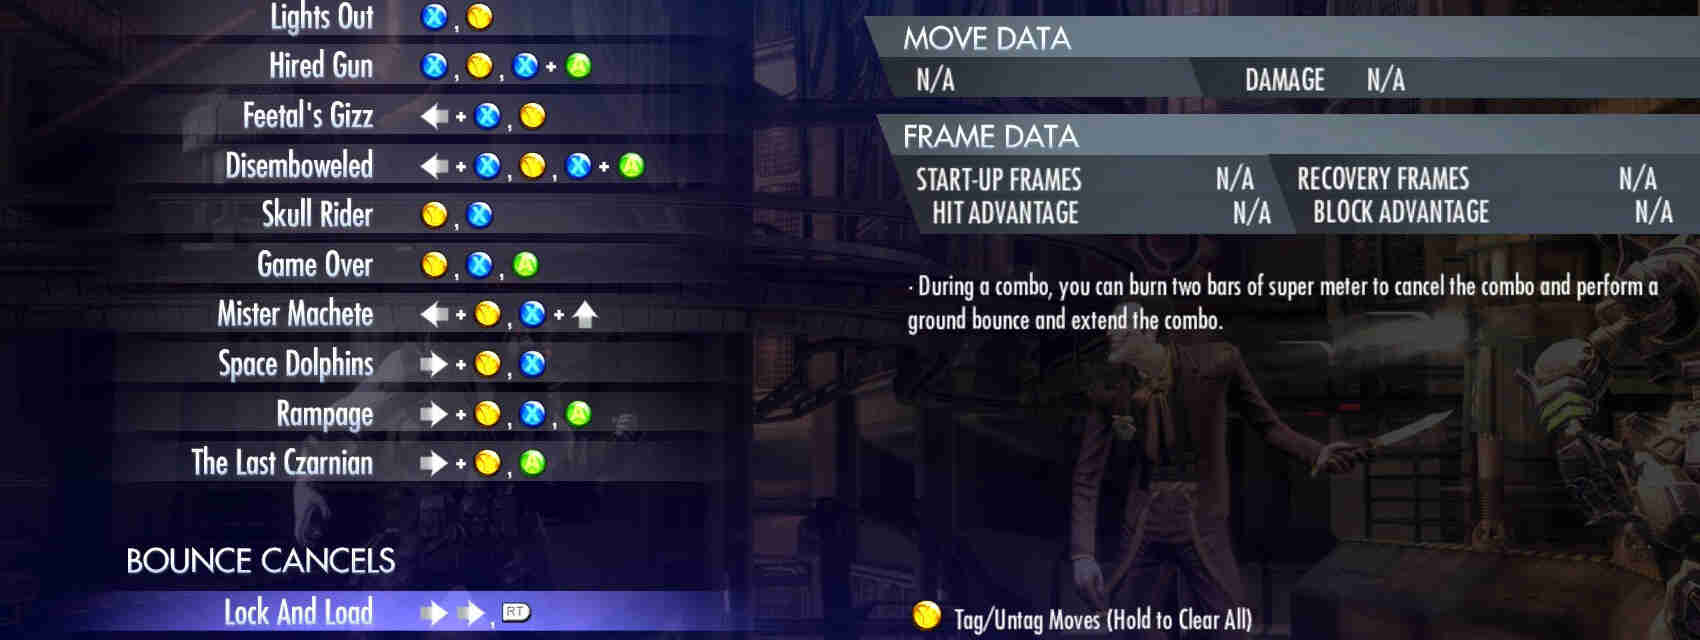 Lights Out X , Y
Hired Gun X , Y , X + A
Feetal's Gizz + X , Y
Disemboweled + X , Y , X + A
Skull Rider Y , X
Game Over Y , X , A
Mister Machete + Y , X +
Space Dolphins + Y , X
Rampage + Y , X , A
The Last Czarnian + Y , A
BOUNCE CANCELS
Lock And Load , RT
MOVE DATA
N/A DAMAGE N/A
FRAME DATA
START-UP FRAMES N/A RECOVERY FRAMES N/A
HIT ADVANTAGE N/A BLOCK ADVANTAGE N/A
· During a combo, you can burn two bars of super meter to cancel the combo and perform a
ground bounce and extend the combo.
Y Tag/Untag Moves (Hold to Clear All)